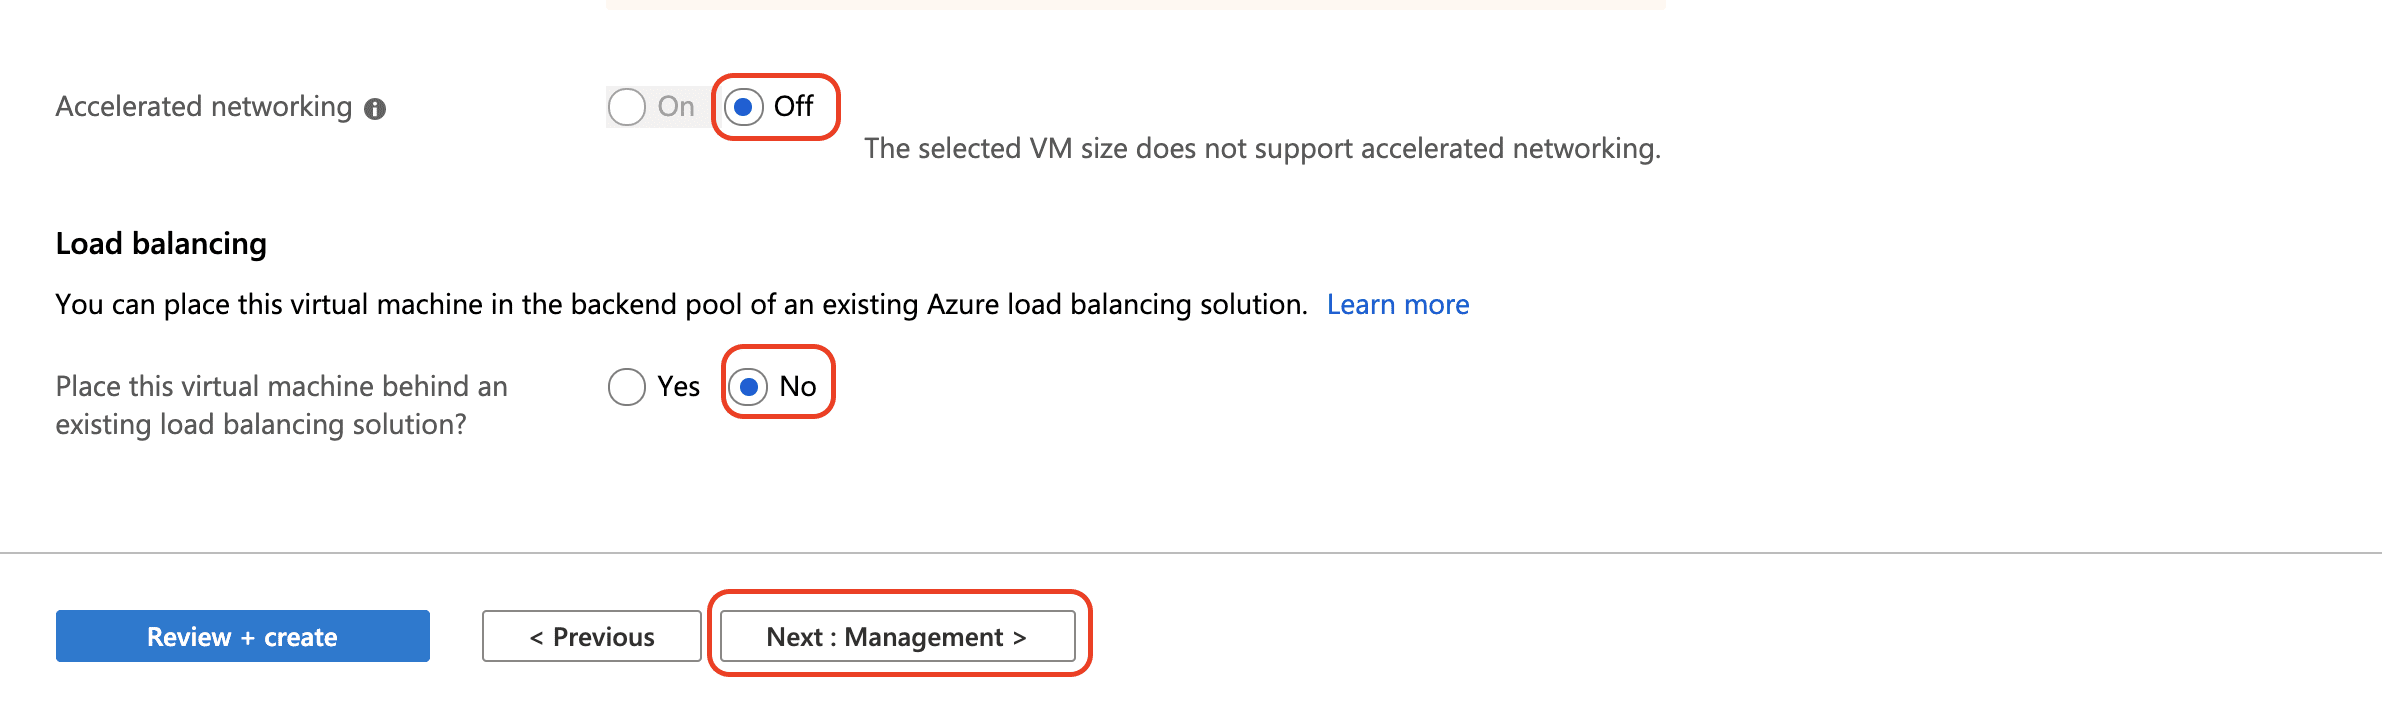 Accelerated networking
On
Off
The selected VM size does not support accelerated networking.
Load balancing
You can place this virtual machine in the backend pool of an existing Azure load balancing solution. Learn more
Place this virtual machine behind an
existing load balancing solution?
Yes
No
Review + create
< Previous
Next : Management >